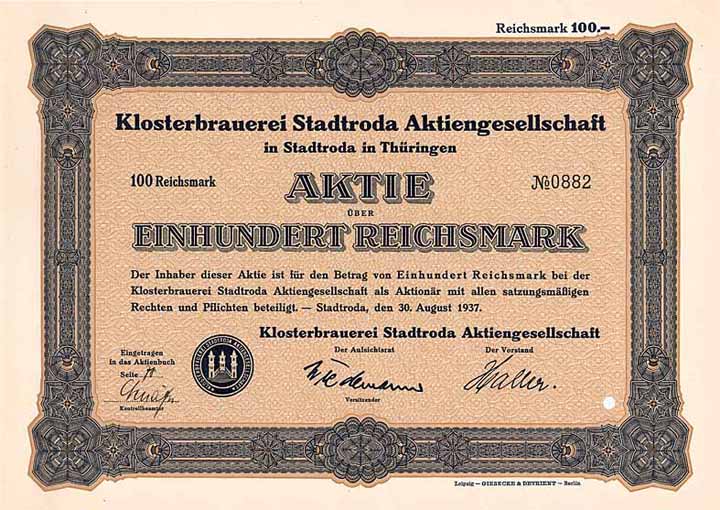 Reichsmark 100.–
Klosterbrauerei Stadtroda Aktiengesellschaft
in Stadtroda in Thüringen
100 Reichsmark
AKTIE
№0882
ÜBER
EINHUNDERT REICHSMARK
Der Inhaber dieser Aktie ist für den Betrag von Einhundert Reichsmark bei der
Klosterbrauerei Stadtroda Aktiengesellschaft als Aktionär mit allen satzungsmäßigen
Rechten und Pflichten beteiligt. — Stadtroda, den 30. August 1937.
Klosterbrauerei Stadtroda Aktiengesellschaft
Eingetragen
in das Aktienbuch
Seite
Kontrollbeamter
Der Aufsichtsrat
Wiedemann
Vorsitzender
Der Vorstand
Haller.
Leipzig — GIESECKE & DEVRIENT — Berlin